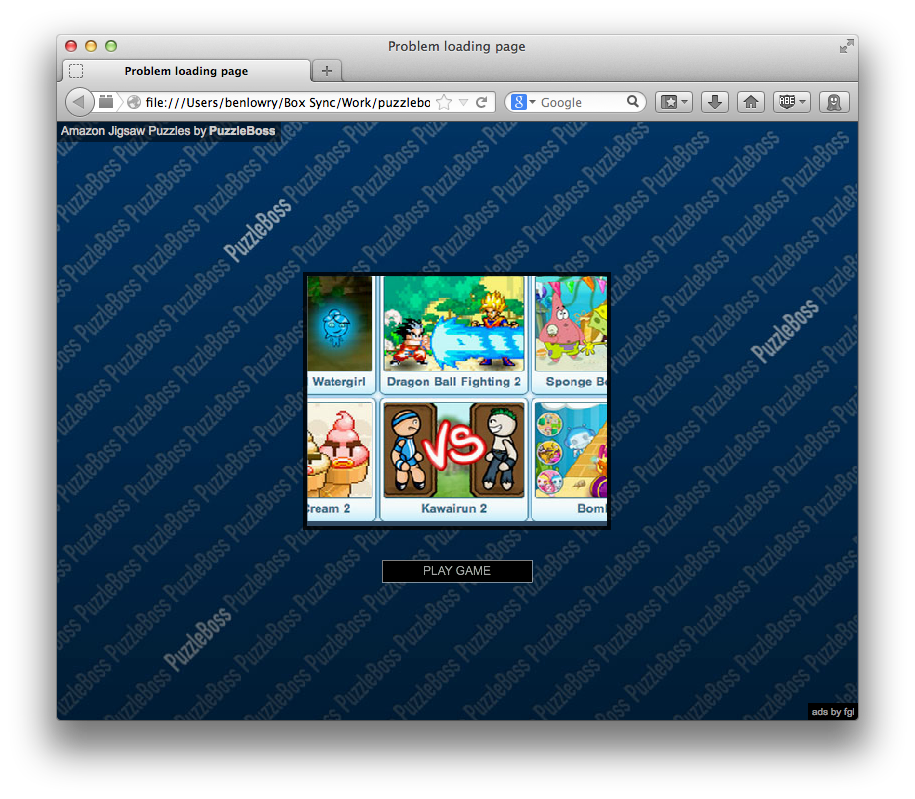 Problem loading page
Problem loading page
file:///Users/benlowry/Box Sync/Work/puzzlebo
Google
ABE
Amazon Jigsaw Puzzles by PuzzleBoss
PuzzleBoss
PuzzleBoss
Watergirl
Dragon Ball Fighting 2
Sponge Bo
VS
Cream 2
Kawairun 2
Bom
PLAY GAME
PuzzleBoss
ads by fgl